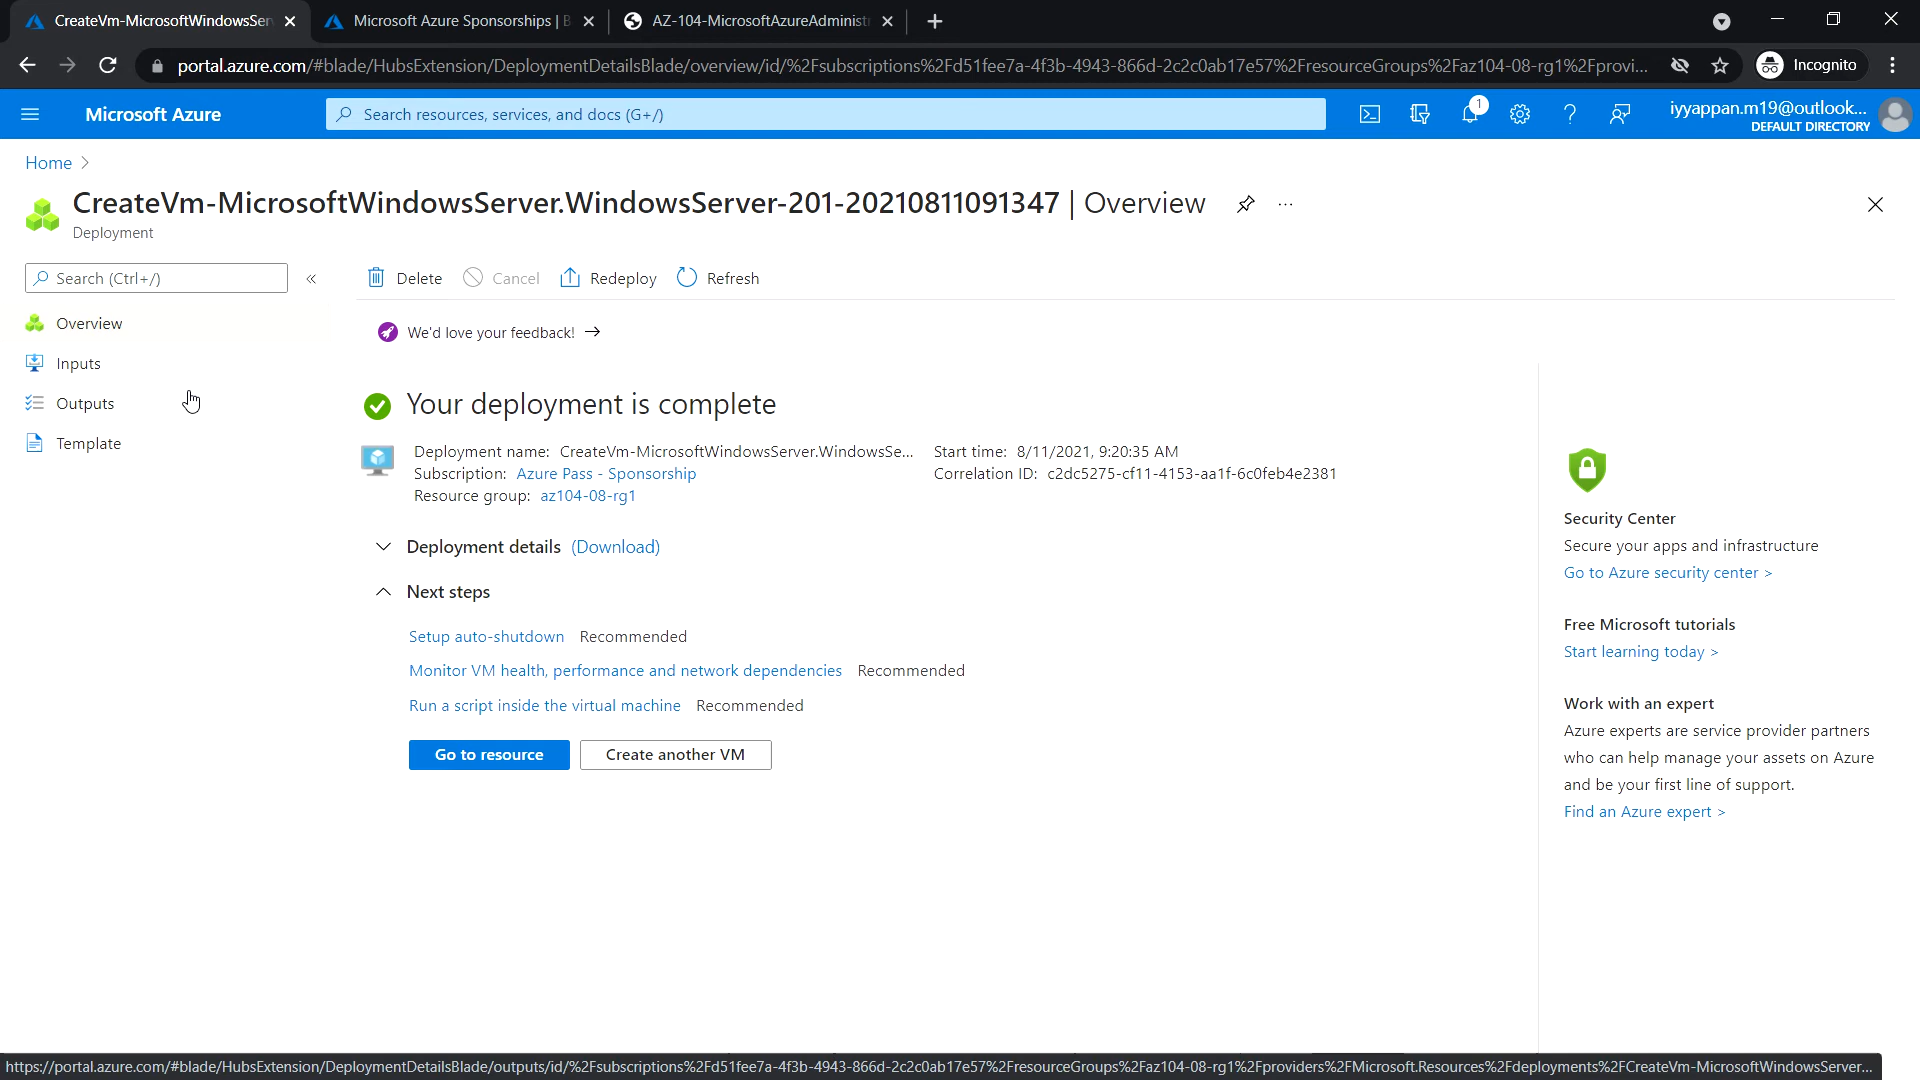 CreateVm-MicrosoftWindowsSer
Microsoft Azure Sponsorships | B
AZ-104-MicrosoftAzureAdministr
portal.azure.com/#blade/HubsExtension/DeploymentDetailsBlade/overview/id/%2Fsubscriptions%2Fd51fee7a-4f3b-4943-866d-2c2c0ab17e57%2FresourceGroups%2Faz104-08-rg1%2Fprovi...
Incognito
Microsoft Azure
Search resources, services, and docs (G+/)
1
iyyappan.m19@outlook...
DEFAULT DIRECTORY
Home >
CreateVm-MicrosoftWindowsServer.WindowsServer-201-20210811091347 | Overview
Deployment
Search (Ctrl+/)
Delete
Cancel
Redeploy
Refresh
Overview
Inputs
Outputs
Template
We'd love your feedback! →
Your deployment is complete
Deployment name: CreateVm-MicrosoftWindowsServer.WindowsSe...
Subscription: Azure Pass - Sponsorship
Resource group: az104-08-rg1
Start time: 8/11/2021, 9:20:35 AM
Correlation ID: c2dc5275-cf11-4153-aa1f-6c0feb4e2381
Deployment details (Download)
Next steps
Setup auto-shutdown Recommended
Monitor VM health, performance and network dependencies Recommended
Run a script inside the virtual machine Recommended
Go to resource
Create another VM
Security Center
Secure your apps and infrastructure
Go to Azure security center >
Free Microsoft tutorials
Start learning today >
Work with an expert
Azure experts are service provider partners
who can help manage your assets on Azure
and be your first line of support.
Find an Azure expert >
https://portal.azure.com/#blade/HubsExtension/DeploymentDetailsBlade/outputs/id/%2Fsubscriptions%2Fd51fee7a-4f3b-4943-866d-2c2c0ab17e57%2FresourceGroups%2Faz104-08-rg1%2Fproviders%2FMicrosoft.Resources%2Fdeployments%2FCreateVm-MicrosoftWindowsServer...